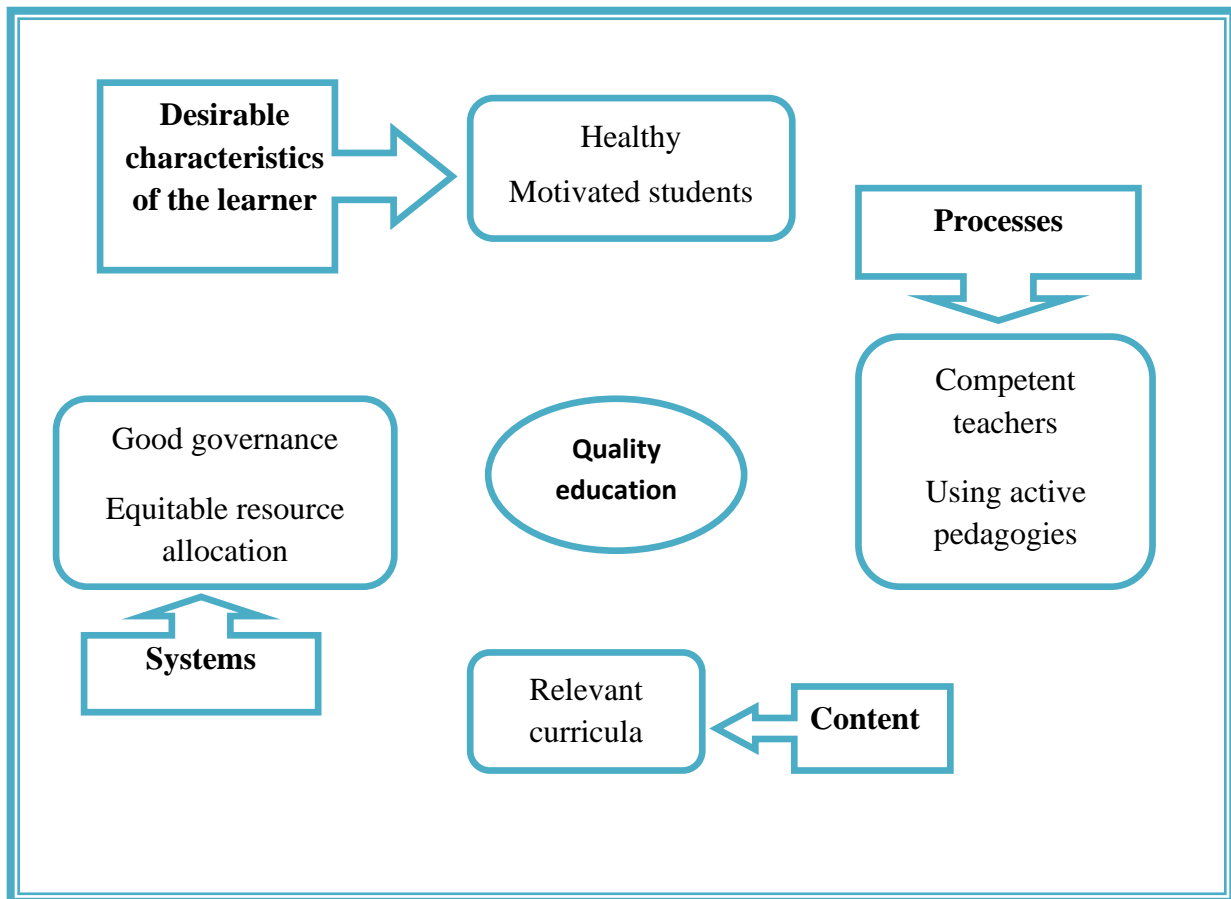 Desirable
characteristics
of the learner
Healthy
Motivated students
Processes
Competent
teachers
Using active
pedagogies
Good governance
Equitable resource
allocation
Quality
education
Systems
Relevant
curricula
Content